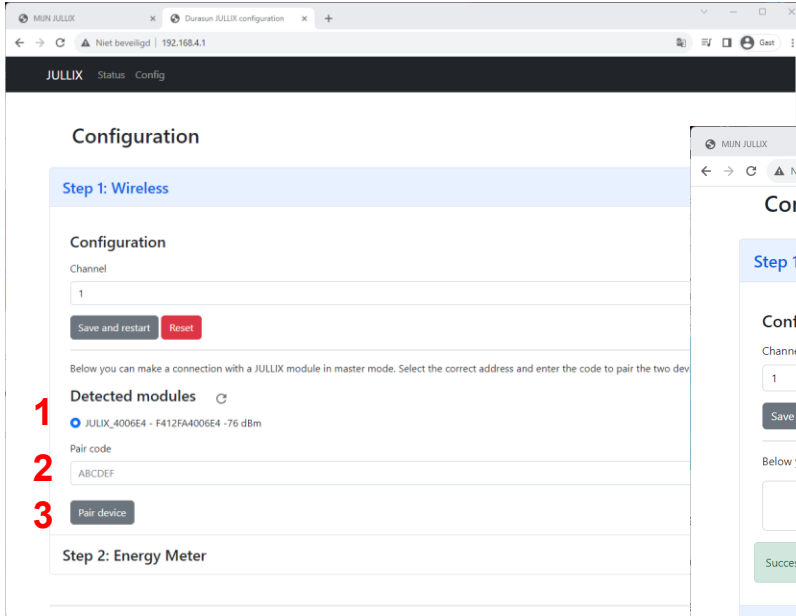 MIJN JULLIX
Durasun JULLIX configuration
Niet beveiligd
192.168.4.1
Gast
JULLIX
Status
Config
Configuration
Step 1: Wireless
Configuration
Channel
1
Save and restart
Reset
Below you can make a connection with a JULLIX module in master mode. Select the correct address and enter the code to pair the two dev
Detected modules
1
JULIX_4006E4 - F412FA4006E4 -76 dBm
Pair code
2
ABCDEF
3
Pair device
Step 2: Energy Meter
MIJN JULLIX
N
Cor
Step 1
Conf
Channe
1
Save
Below y
Succes